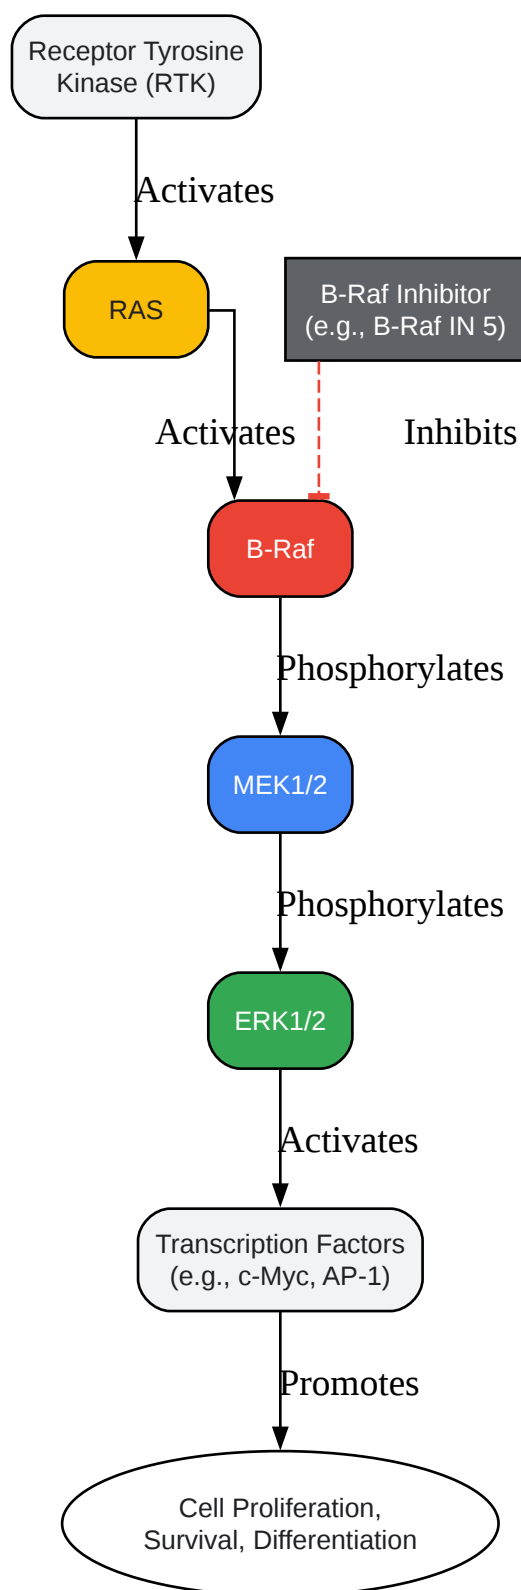 Receptor Tyrosine
Kinase (RTK)
Activates
RAS
B-Raf Inhibitor
(e.g., B-Raf IN 5)
Activates
Inhibits
B-Raf
Phosphorylates
MEK1/2
Phosphorylates
ERK1/2
Activates
Transcription Factors
(e.g., c-Myc, AP-1)
Promotes
Cell Proliferation,
Survival, Differentiation